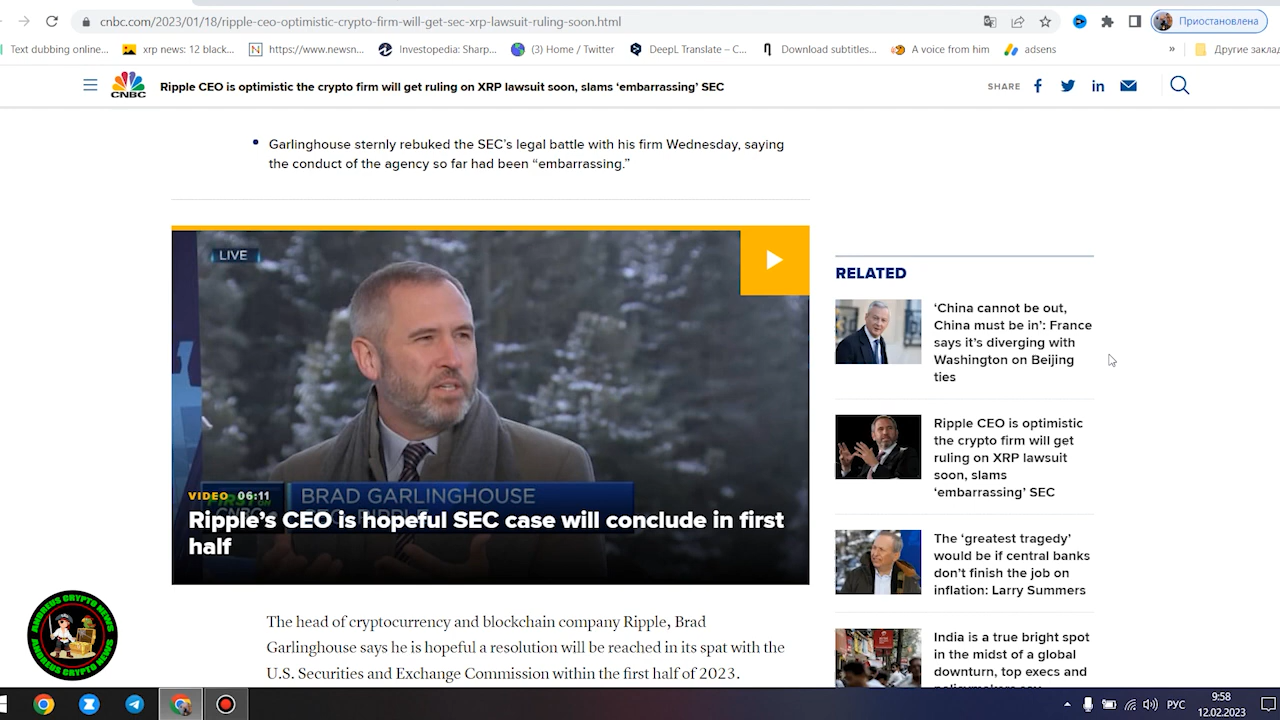 cnbc.com/2023/01/18/ripple-ceo-optimistic-crypto-firm-will-get-sec-xrp-lawsuit-ruling-soon.html
Приостановлена
Text dubbing online...
xrp news: 12 black...
https://www.newsn...
Investopedia: Sharp...
(3) Home / Twitter
DeepL Translate – C...
Download subtitles...
A voice from him
adsens
»
Другие закла
CNBC
Ripple CEO is optimistic the crypto firm will get ruling on XRP lawsuit soon, slams ‘embarrassing’ SEC
SHARE
• Garlinghouse sternly rebuked the SEC’s legal battle with his firm Wednesday, saying
the conduct of the agency so far had been “embarrassing.”
LIVE
BRAD GARLINGHOUSE
VIDEO 06:11
Ripple’s CEO is hopeful SEC case will conclude in first
half
The head of cryptocurrency and blockchain company Ripple, Brad
Garlinghouse says he is hopeful a resolution will be reached in its spat with the
U.S. Securities and Exchange Commission within the first half of 2023.
RELATED
‘China cannot be out,
China must be in’: France
says it’s diverging with
Washington on Beijing
ties
Ripple CEO is optimistic
the crypto firm will get
ruling on XRP lawsuit
soon, slams
‘embarrassing’ SEC
The ‘greatest tragedy’
would be if central banks
don’t finish the job on
inflation: Larry Summers
India is a true bright spot
in the midst of a global
downturn, top execs and
ANDREUS CRYPTO NEWS
ANDREUS CRYPTO NEWS
РУС
9:58
12.02.2023